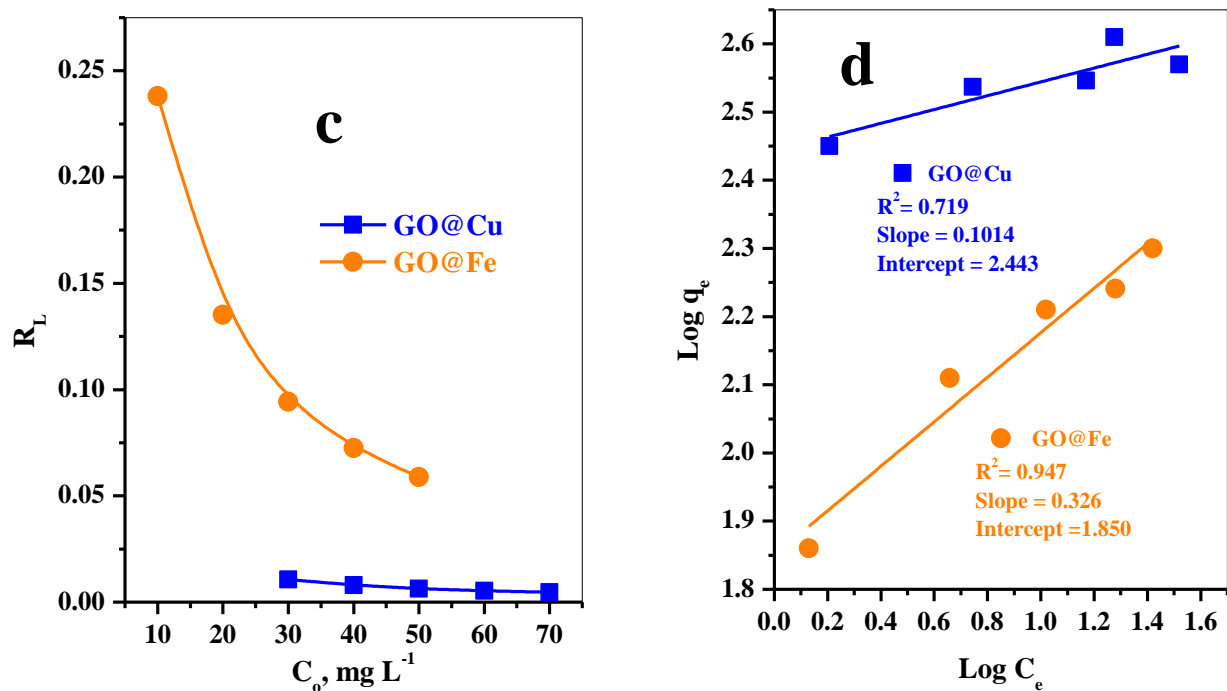 c
R_L
0.25
0.20
0.15
0.10
0.05
0.00
GO@Cu
GO@Fe
10 20 30 40 50 60 70
C_o, mg L^-1
d
Log q_e
2.6
2.5
2.4
2.3
2.2
2.1
2.0
1.9
1.8
GO@Cu
R^2= 0.719
Slope = 0.1014
Intercept = 2.443
GO@Fe
R^2= 0.947
Slope = 0.326
Intercept =1.850
0.0 0.2 0.4 0.6 0.8 1.0 1.2 1.4 1.6
Log C_e